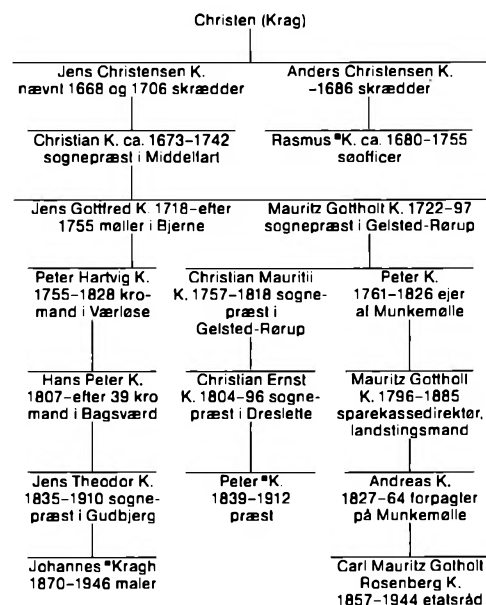 Christen (Krag)
Jens Christensen K.
nævnt 1668 og 1706 skrædder
Anders Christensen K.
-1686 skrædder
Christian K. ca. 1673-1742
sognepræst i Middelfart
Rasmus *K. ca. 1680-1755
søofficer
Jens Gottfred K. 1718-efter
1755 møller i Bjerne
Mauritz Gottholt K. 1722-97
sognepræst i Gelsted-Rørup
Peter Hartvig K.
1755-1828 kro-
mand i Værløse
Christian Mauritii
K. 1757-1818 sogne-
præst i
Gelsted-Rørup
Peter K.
1761-1826 ejer
af Munkemølle
Hans Peter K.
1807-efter 39 kro
mand i Bagsværd
Christian Ernst
K. 1804-96 sogne-
præst i Dreslette
Mauritz Gottholt
K. 1796-1885
sparekassedirektør,
landstingsmand
Jens Theodor K.
1835-1910 sogne-
præst i Gudbjerg
Peter *K.
1839-1912
præst
Andreas K.
1827-64 forpagter
på Munkemølle
Johannes *Kragh
1870-1946 maler
Carl Mauritz Gotholt
Rosenberg K.
1857-1944 etatsråd